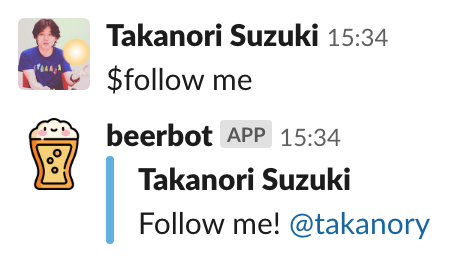 Takanori Suzuki 15:34
$follow me
beerbot APP 15:34
Takanori Suzuki
Follow me! @takanory